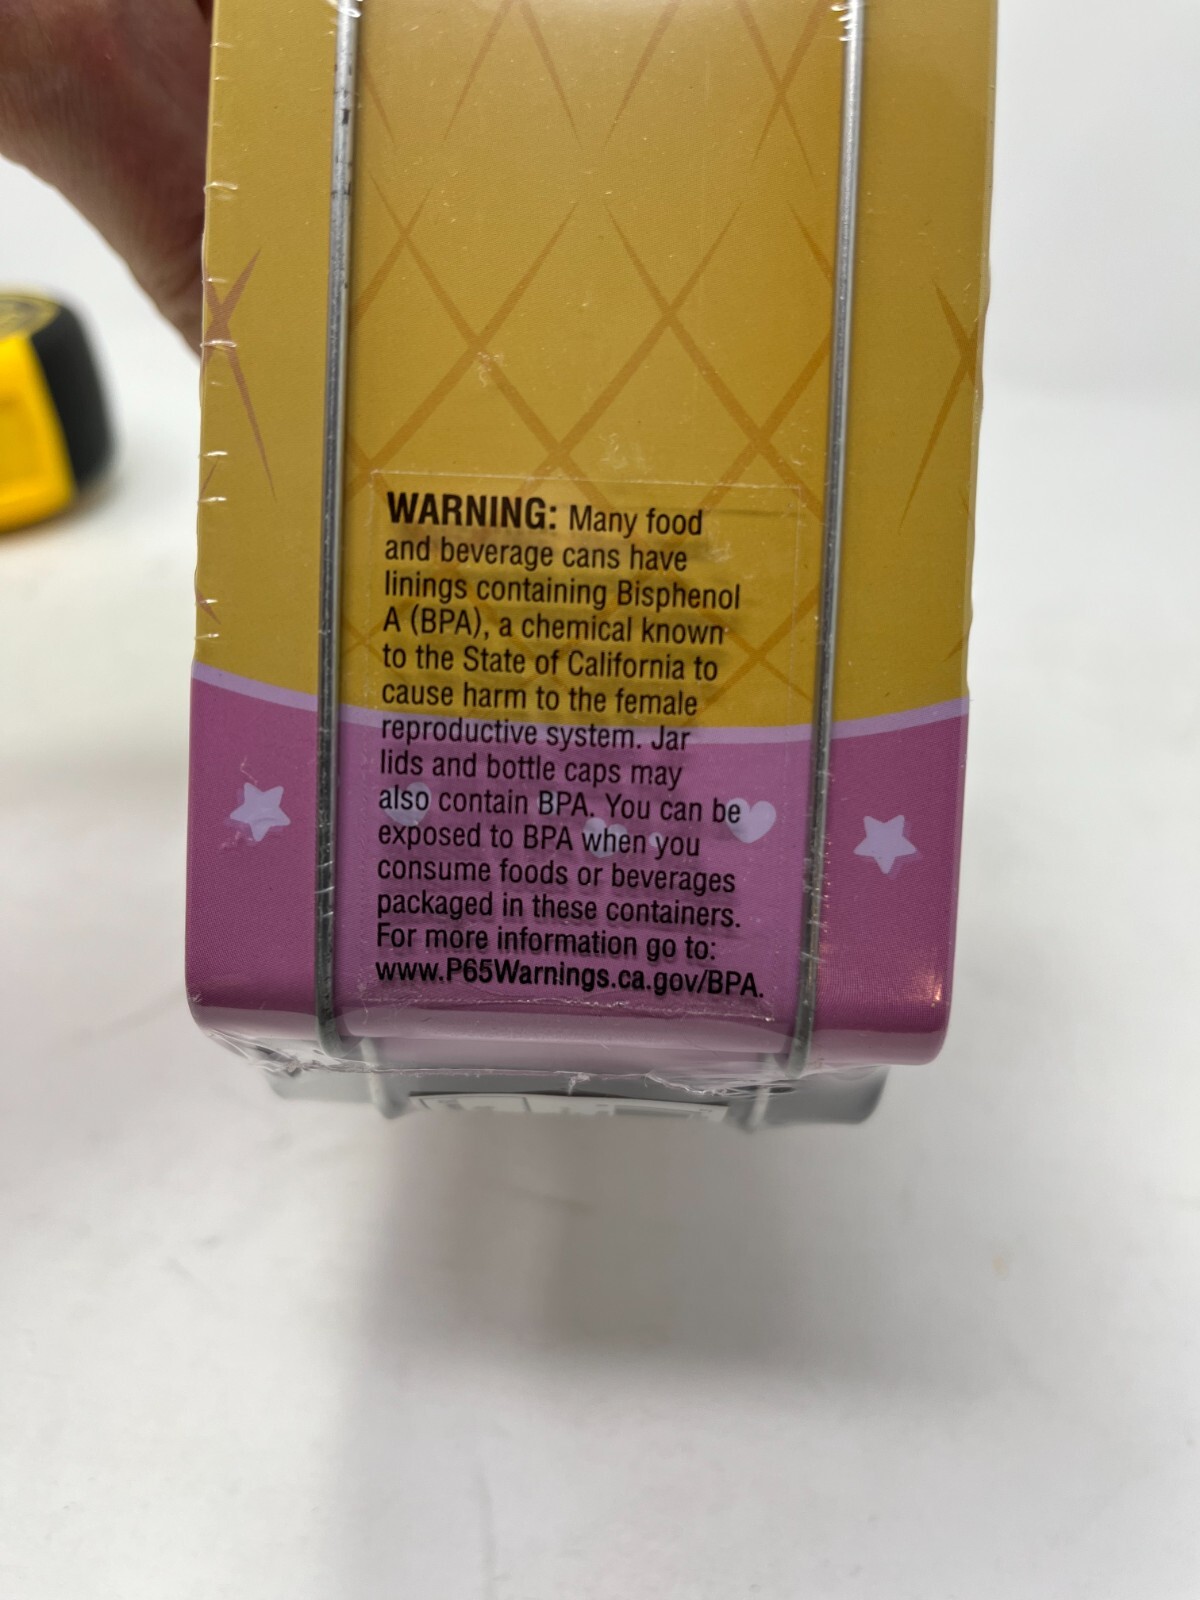 WARNING: Many food
and beverage cans have
linings containing Bisphenol
A (BPA), a chemical known
to the State of California to
cause harm to the female
reproductive system. Jar
lids and bottle caps may
also contain BPA. You can be
exposed to BPA when you
consume foods or beverages
packaged in these containers.
For more information go to:
www.P65Warnings.ca.gov/BPA.